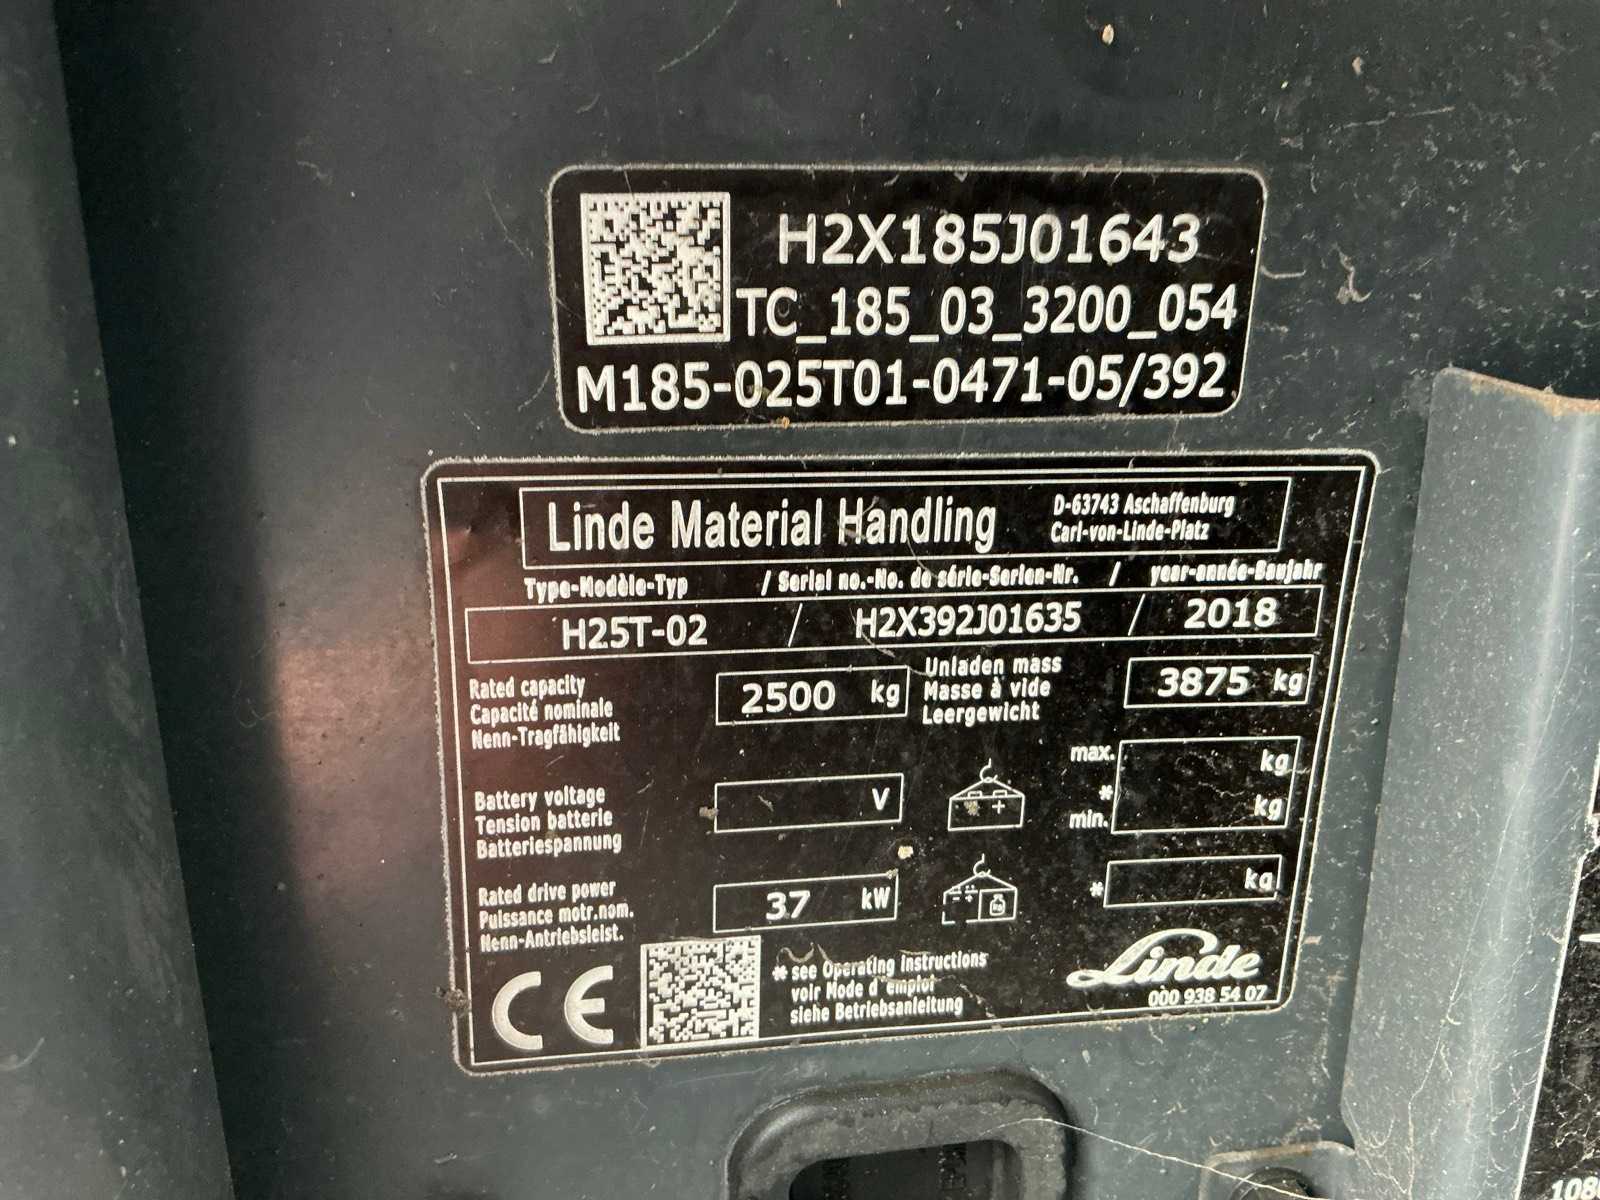 H2X185J01643
TC_185_03_3200_054
M185-025T01-0471-05/392
Linde Material Handling
D-63743 Aschaffenburg
Carl-von-Linde-Platz
Type-Modèle-Typ / Serial no.-No. de série-Serien-Nr. / year-année-Baujahr
H25T-02 / H2X392J01635 / 2018
Rated capacity
Capacité nominale
Nenn-Tragfähigkeit
2500 kg
Unladen mass
Masse à vide
Leergewicht
3875 kg
Battery voltage
Tension batterie
Batteriespannung
V
max. kg
*
min. kg
Rated drive power
Puissance motr.nom.
Nenn-Antriebsleist.
37 kW
* kg
CE
* see Operating instructions
voir Mode d'emploi
siehe Betriebsanleitung
Linde
000 938 54 07